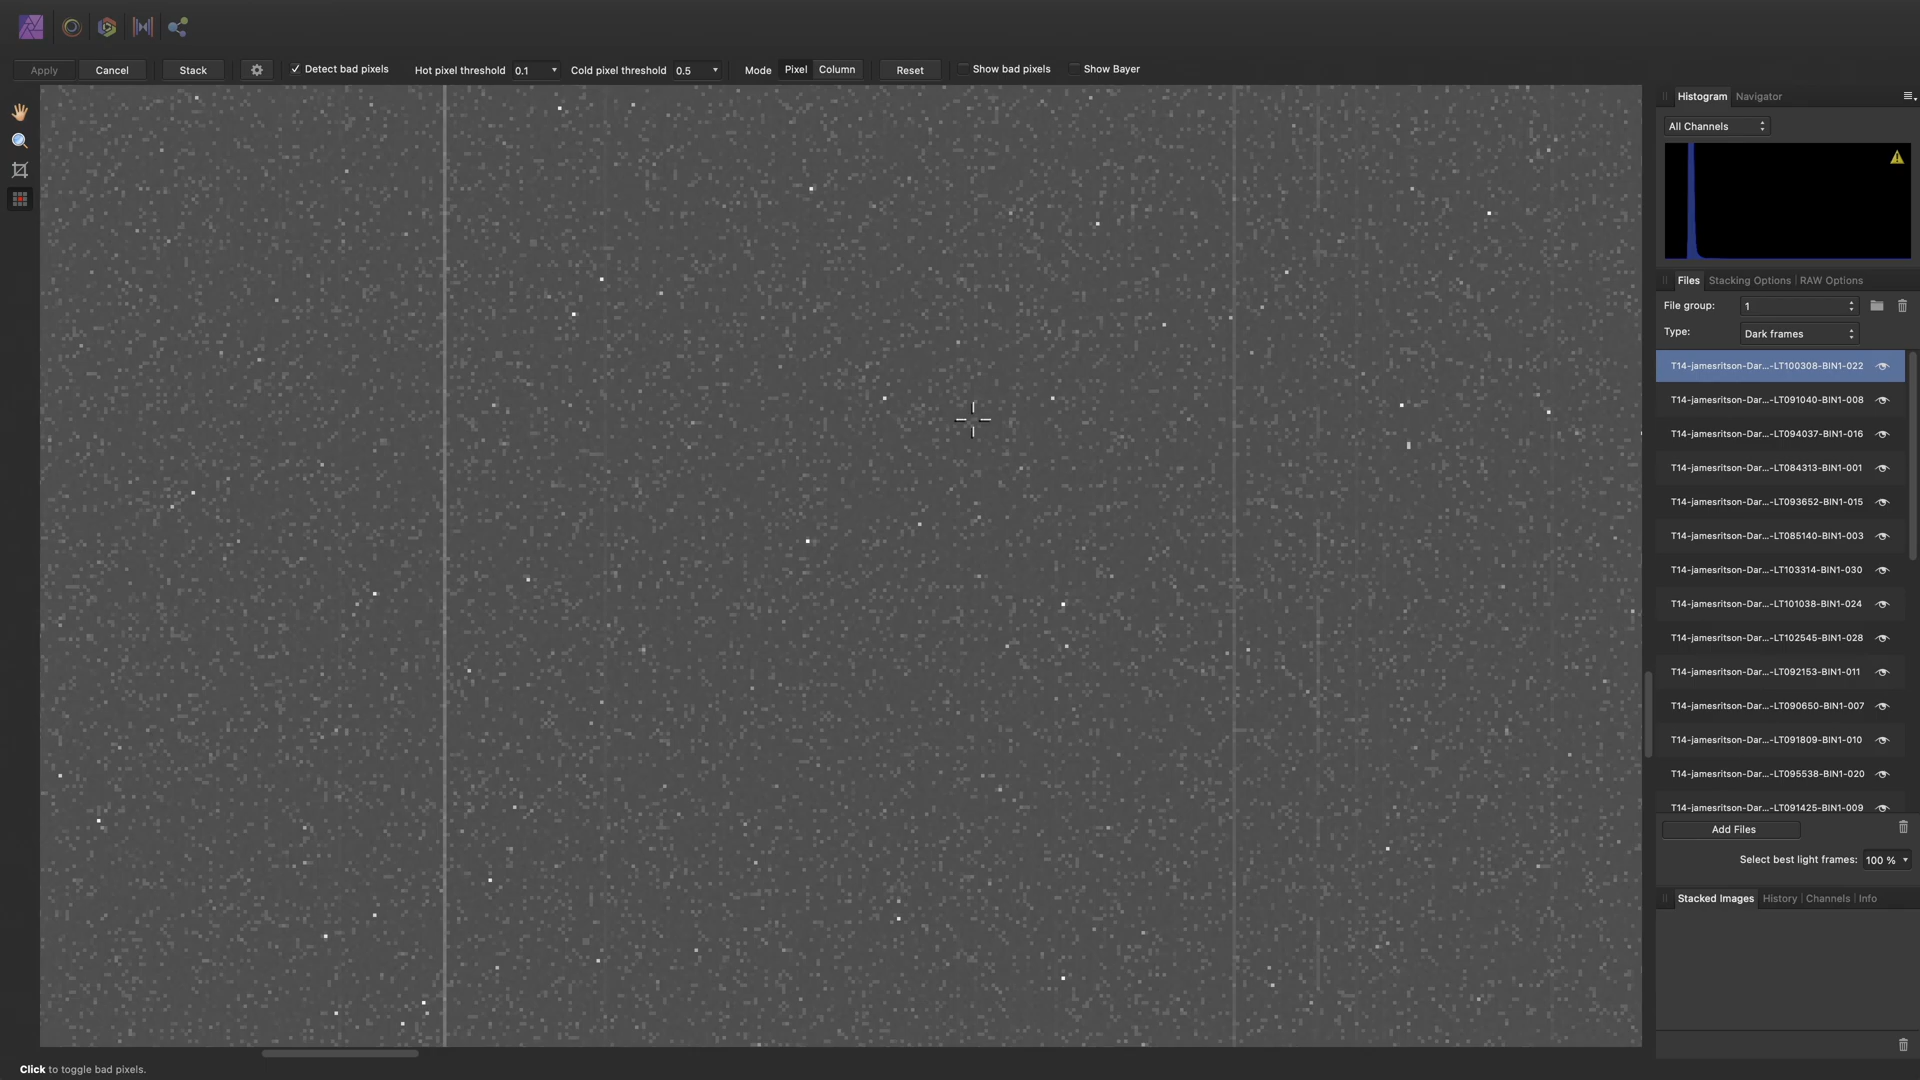 Apply Cancel Stack Detect bad pixels Hot pixel threshold 0.1 Cold pixel threshold 0.5 Mode Pixel Column Reset Show bad pixels Show Bayer
Histogram Navigator
All Channels
Files Stacking Options RAW Options
File group: 1
Type: Dark frames
T14-jamesritson-Dar...-LT100308-BIN1-022
T14-jamesritson-Dar...-LT091040-BIN1-008
T14-jamesritson-Dar...-LT094037-BIN1-016
T14-jamesritson-Dar...-LT084313-BIN1-001
T14-jamesritson-Dar...-LT093652-BIN1-015
T14-jamesritson-Dar...-LT085140-BIN1-003
T14-jamesritson-Dar...-LT103314-BIN1-030
T14-jamesritson-Dar...-LT101038-BIN1-024
T14-jamesritson-Dar...-LT102545-BIN1-028
T14-jamesritson-Dar...-LT092153-BIN1-011
T14-jamesritson-Dar...-LT090650-BIN1-007
T14-jamesritson-Dar...-LT091809-BIN1-010
T14-jamesritson-Dar...-LT095538-BIN1-020
T14-jamesritson-Dar...-LT091425-BIN1-009
Add Files
Select best light frames: 100 %
Stacked Images History Channels Info
Click to toggle bad pixels.